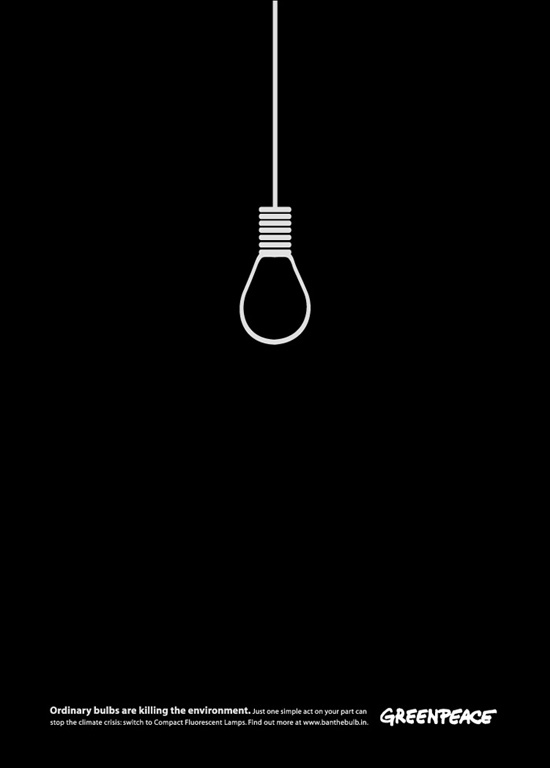 Ordinary bulbs are killing the environment. Just one simple act on your part can
stop the climate crisis: switch to Compact Fluorescent Lamps. Find out more at www.banthebulb.in.
GREENPEACE